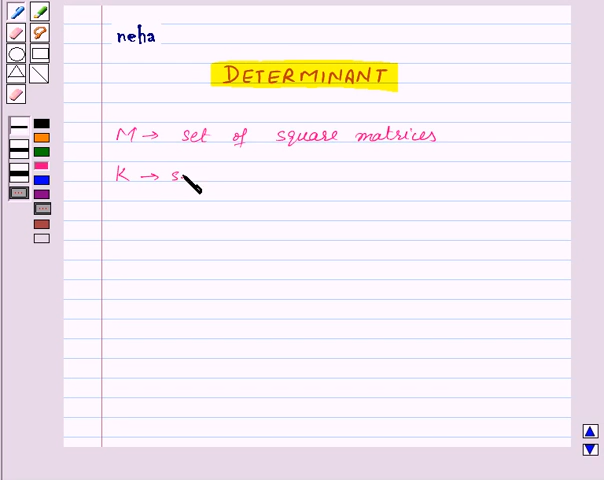 neha
DETERMINANT
M → set of square matrices
K → s